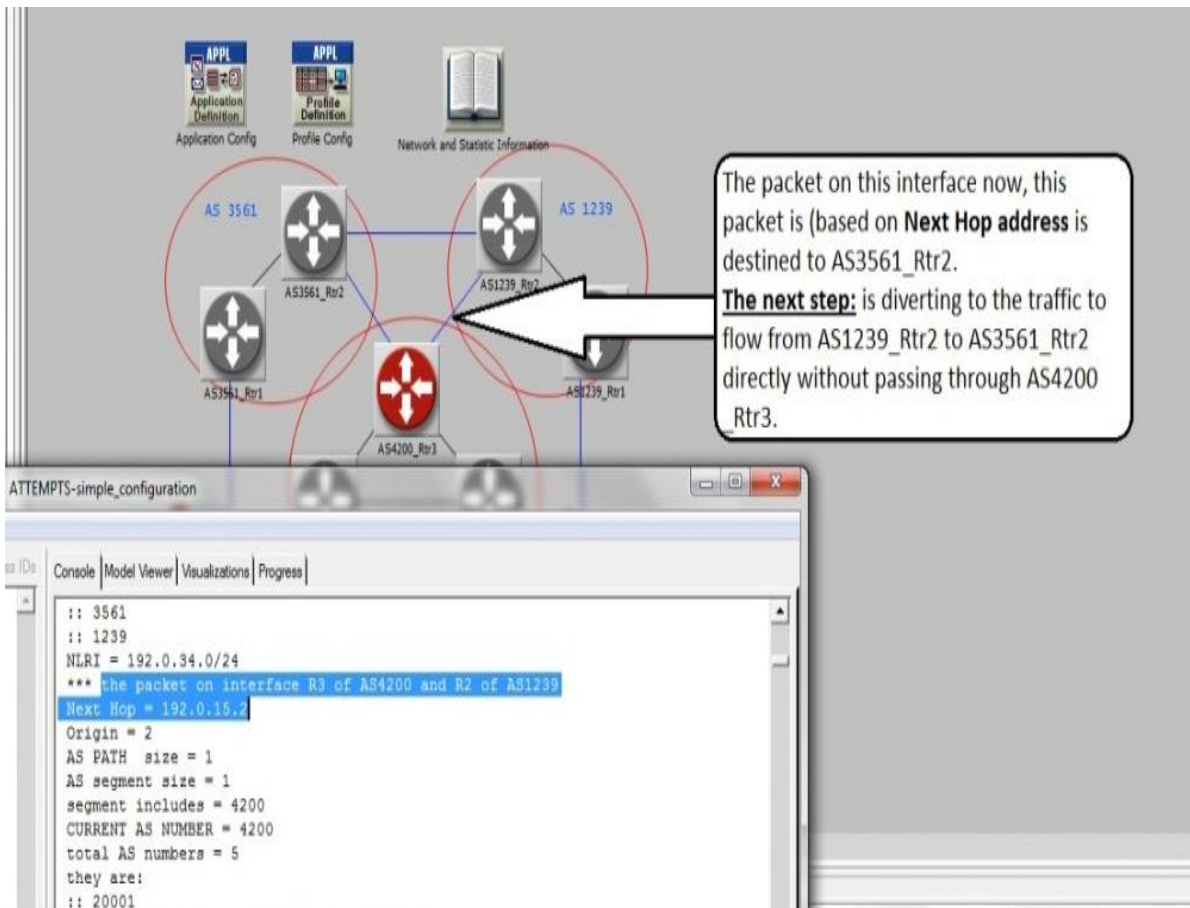 APPL
Application
Definition
Application Config
APPL
Profile
Definition
Profile Config
Network and Statistic Information
AS 3561
AS 1239
AS3561_Rtr2
AS1239_Rtr2
AS3561_Rtr1
AS1239_Rtr1
AS4200_Rtr3
The packet on this interface now, this
packet is (based on Next Hop address is
destined to AS3561_Rtr2.
The next step: is diverting to the traffic to
flow from AS1239_Rtr2 to AS3561_Rtr2
directly without passing through AS4200
_Rtr3.
ATTEMPTS-simple_configuration
IDs
Console Model Viewer Visualizations Progress
:: 3561
:: 1239
NLRI = 192.0.34.0/24
*** the packet on interface R3 of AS4200 and R2 of AS1239
Next Hop = 192.0.15.2
Origin = 2
AS PATH size = 1
AS segment size = 1
segment includes = 4200
CURRENT AS NUMBER = 4200
total AS numbers = 5
they are:
:: 20001